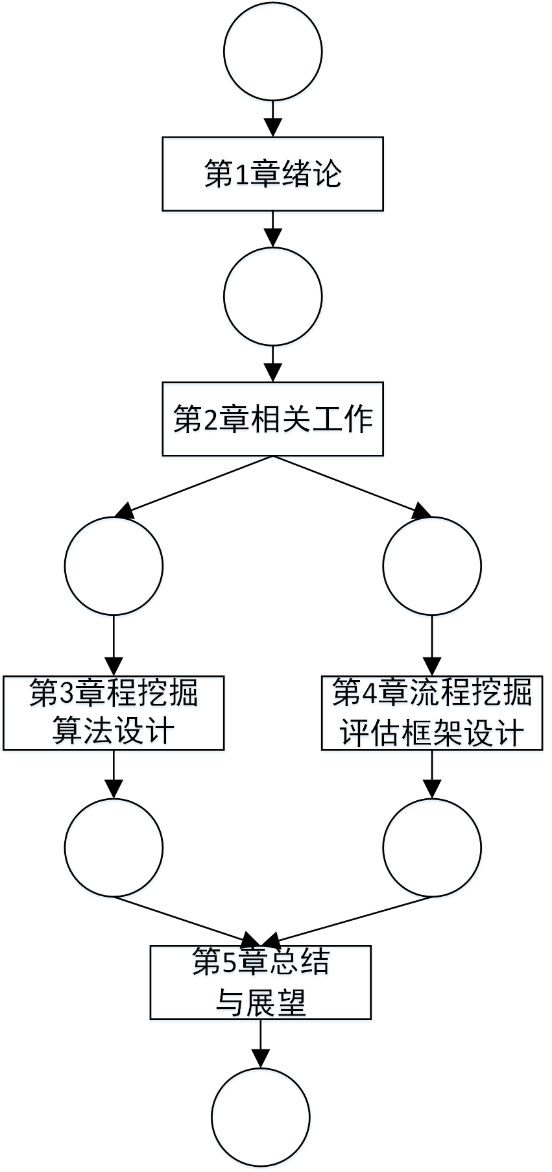 第1章绪论
第2章相关工作
第3章程挖掘
算法设计
第4章流程挖掘
评估框架设计
第5章总结
与展望